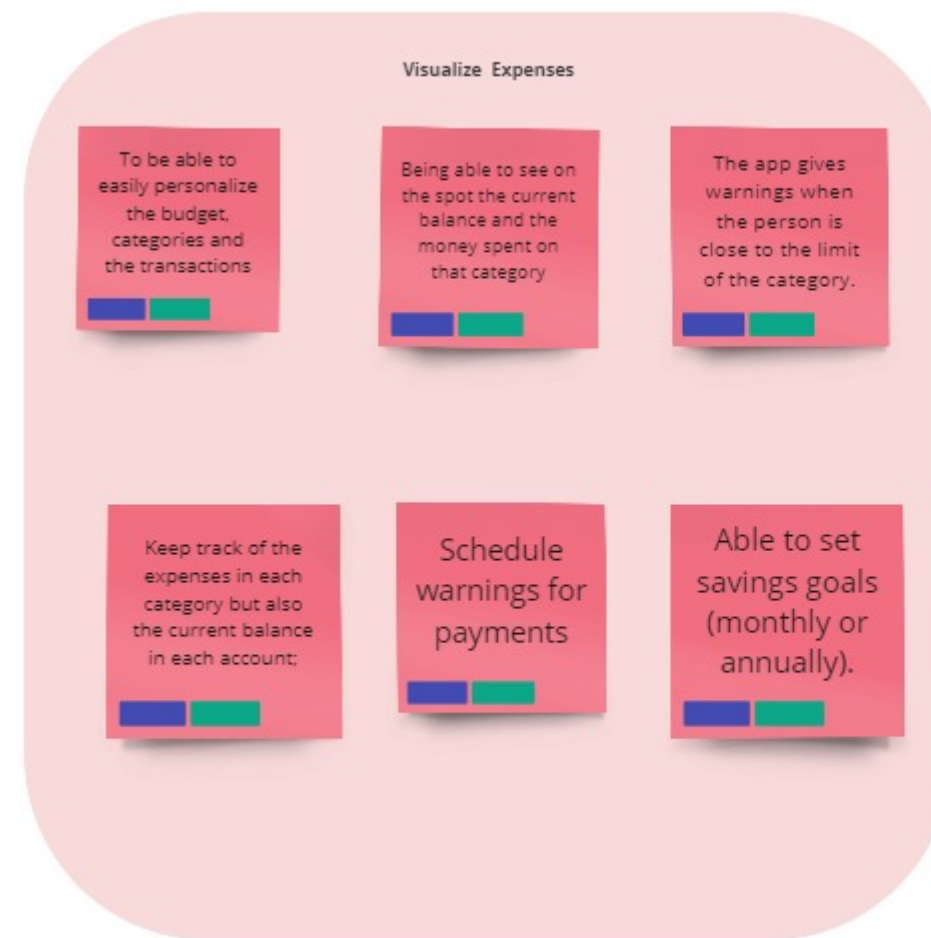 Visualize Expenses
To be able to
easily personalize
the budget,
categories and
the transactions
Being able to see on
the spot the current
balance and the
money spent on
that category
The app gives
warnings when
the person is
close to the limit
of the category.
Keep track of the
expenses in each
category but also
the current balance
in each account;
Schedule
warnings for
payments
Able to set
savings goals
(monthly or
annually).